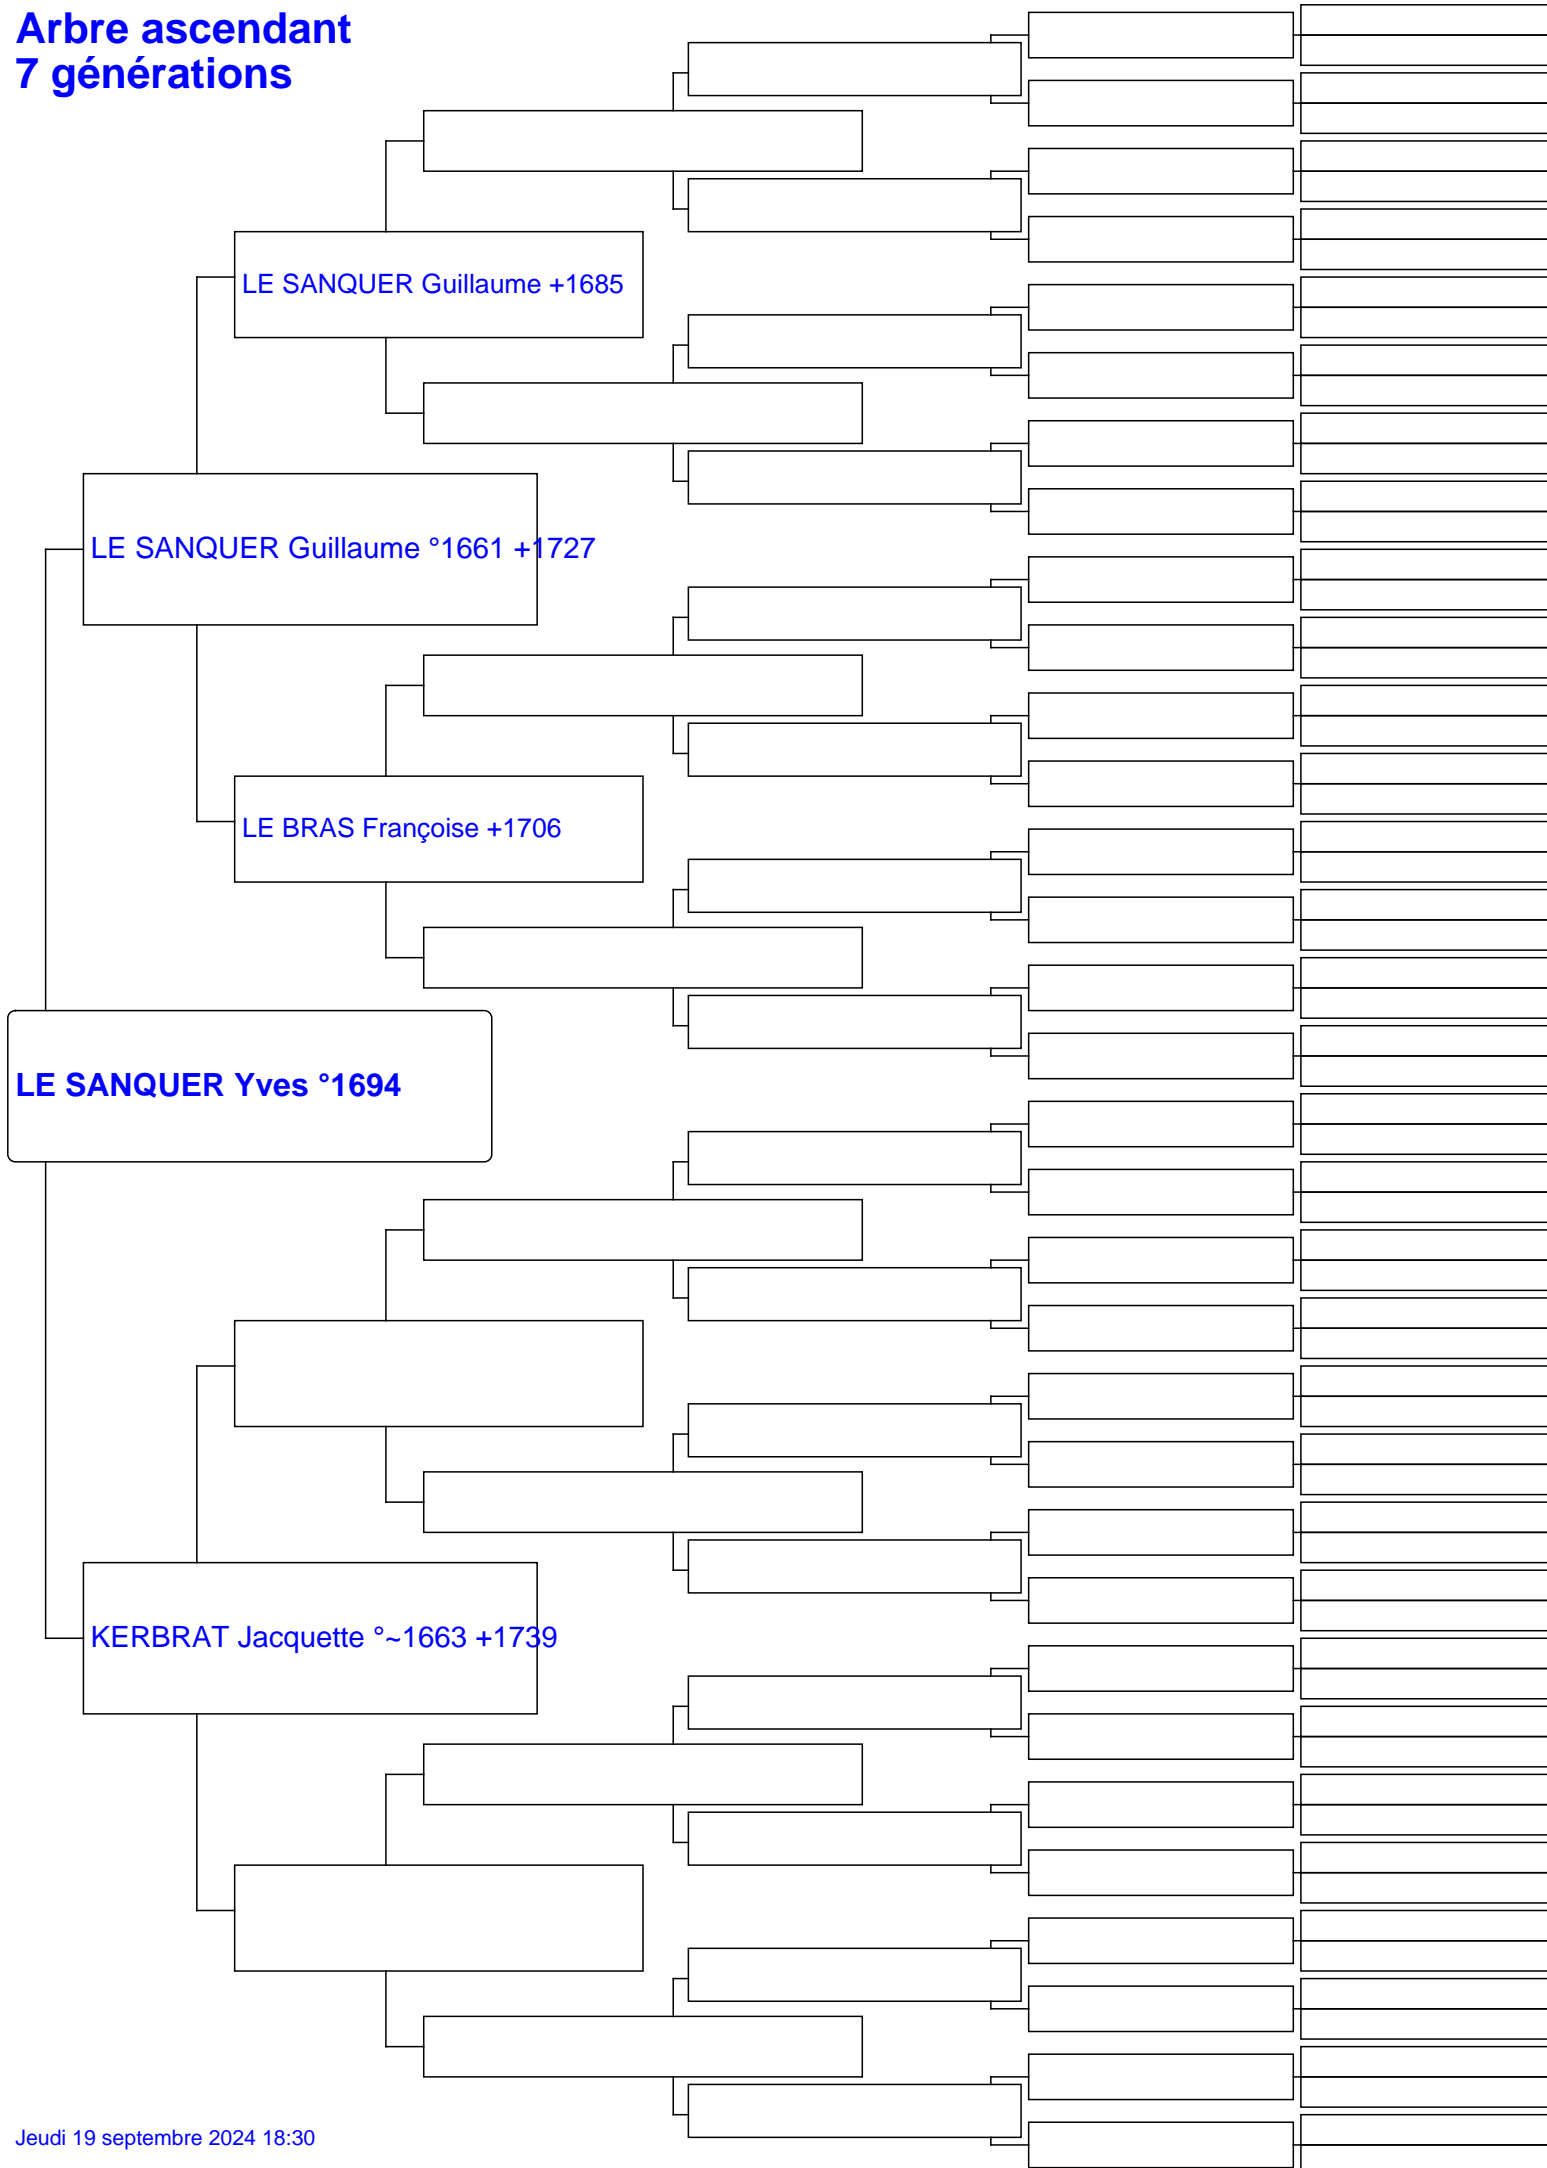 Arbre ascendant
7 générations
LE SANQUER Guillaume +1685
LE SANQUER Guillaume °1661 +1727
LE BRAS Françoise +1706
LE SANQUER Yves °1694
KERBRAT Jacquette °~1663 +1739
Jeudi 19 septembre 2024 18:30